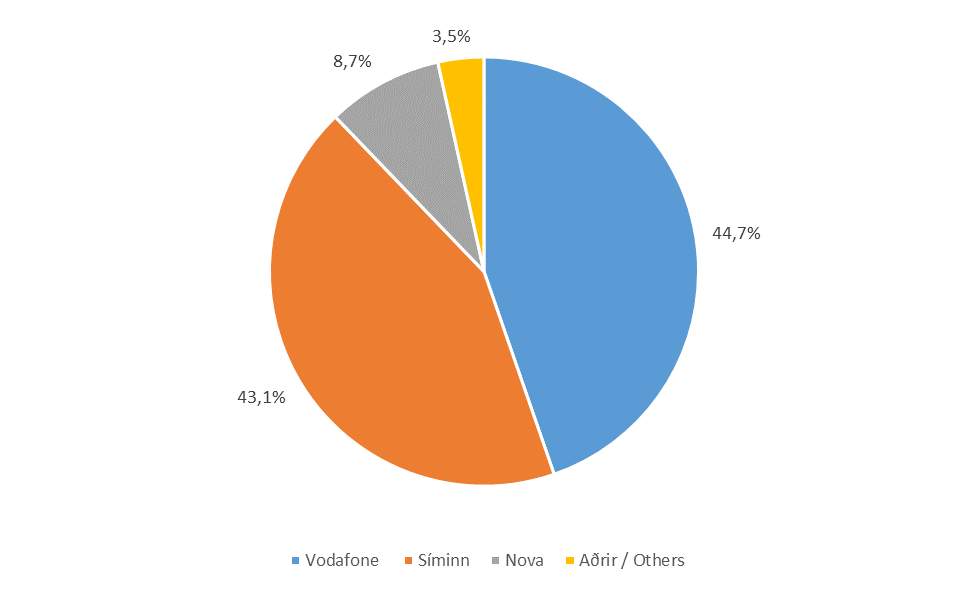 3,5%
8,7%
44,7%
43,1%
Vodafone Síminn Nova Aðrir / Others